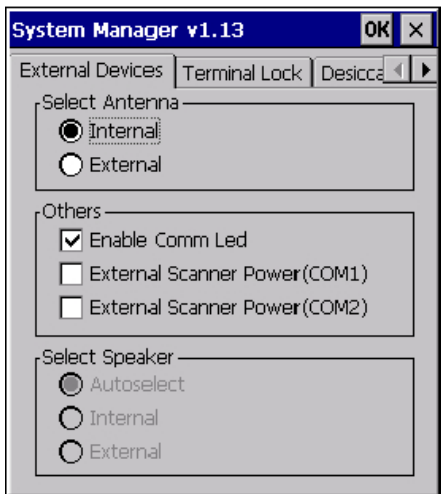 System Manager v1.13 OK ×
External Devices Terminal Lock Desicca
Select Antenna
Internal
External
Others
Enable Comm Led
External Scanner Power(COM1)
External Scanner Power(COM2)
Select Speaker
Autoselect
Internal
External